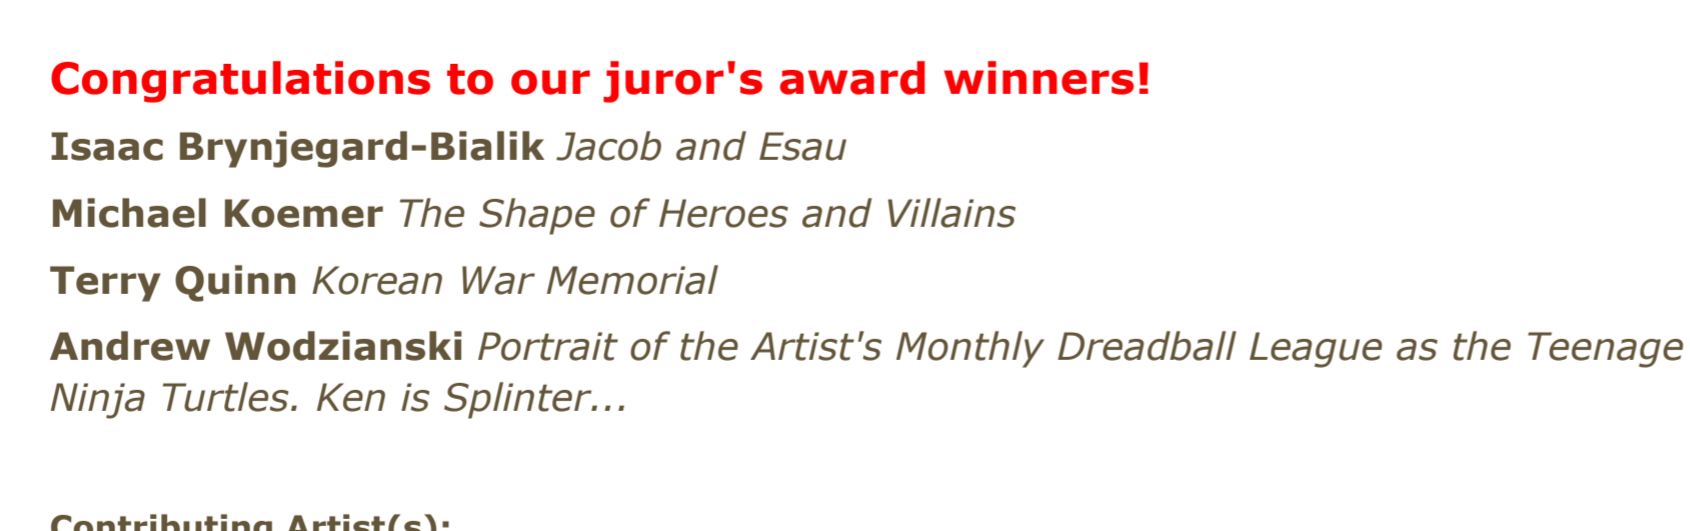 Congratulations to our juror's award winners!
Isaac Brynjegard-Bialik Jacob and Esau
Michael Koemer The Shape of Heroes and Villains
Terry Quinn Korean War Memorial
Andrew Wodzianski Portrait of the Artist's Monthly Dreadball League as the Teenage
Ninja Turtles. Ken is Splinter...
Contributing Artist(s):